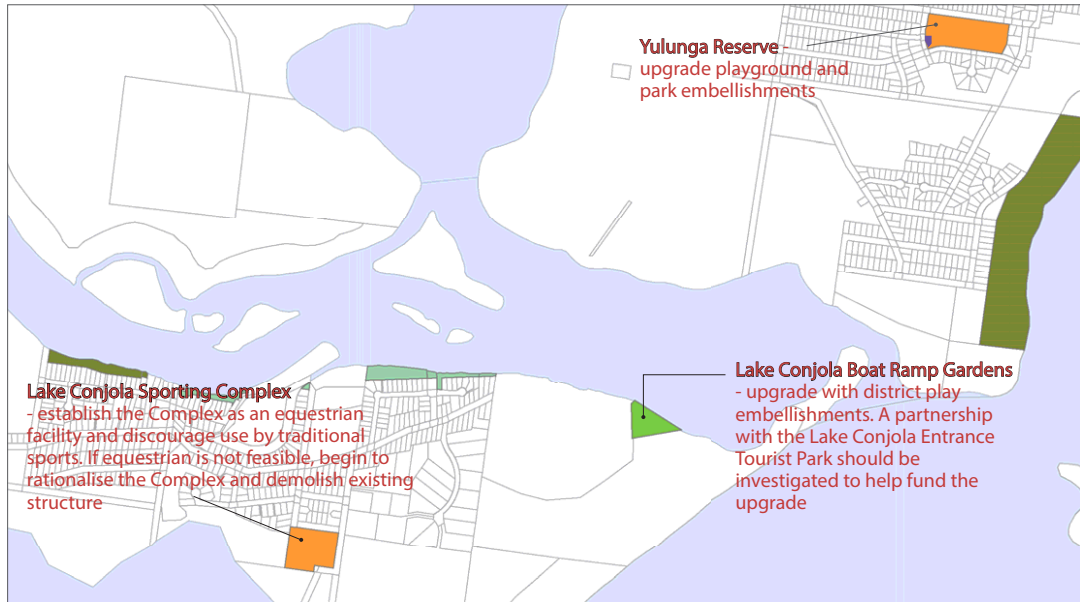 Yulunga Reserve -
upgrade playground and
park embellishments
Lake Conjola Sporting Complex
- establish the Complex as an equestrian
facility and discourage use by traditional
sports. If equestrian is not feasible, begin to
rationalise the Complex and demolish existing
structure
Lake Conjola Boat Ramp Gardens
- upgrade with district play
embellishments. A partnership
with the Lake Conjola Entrance
Tourist Park should be
investigated to help fund the
upgrade